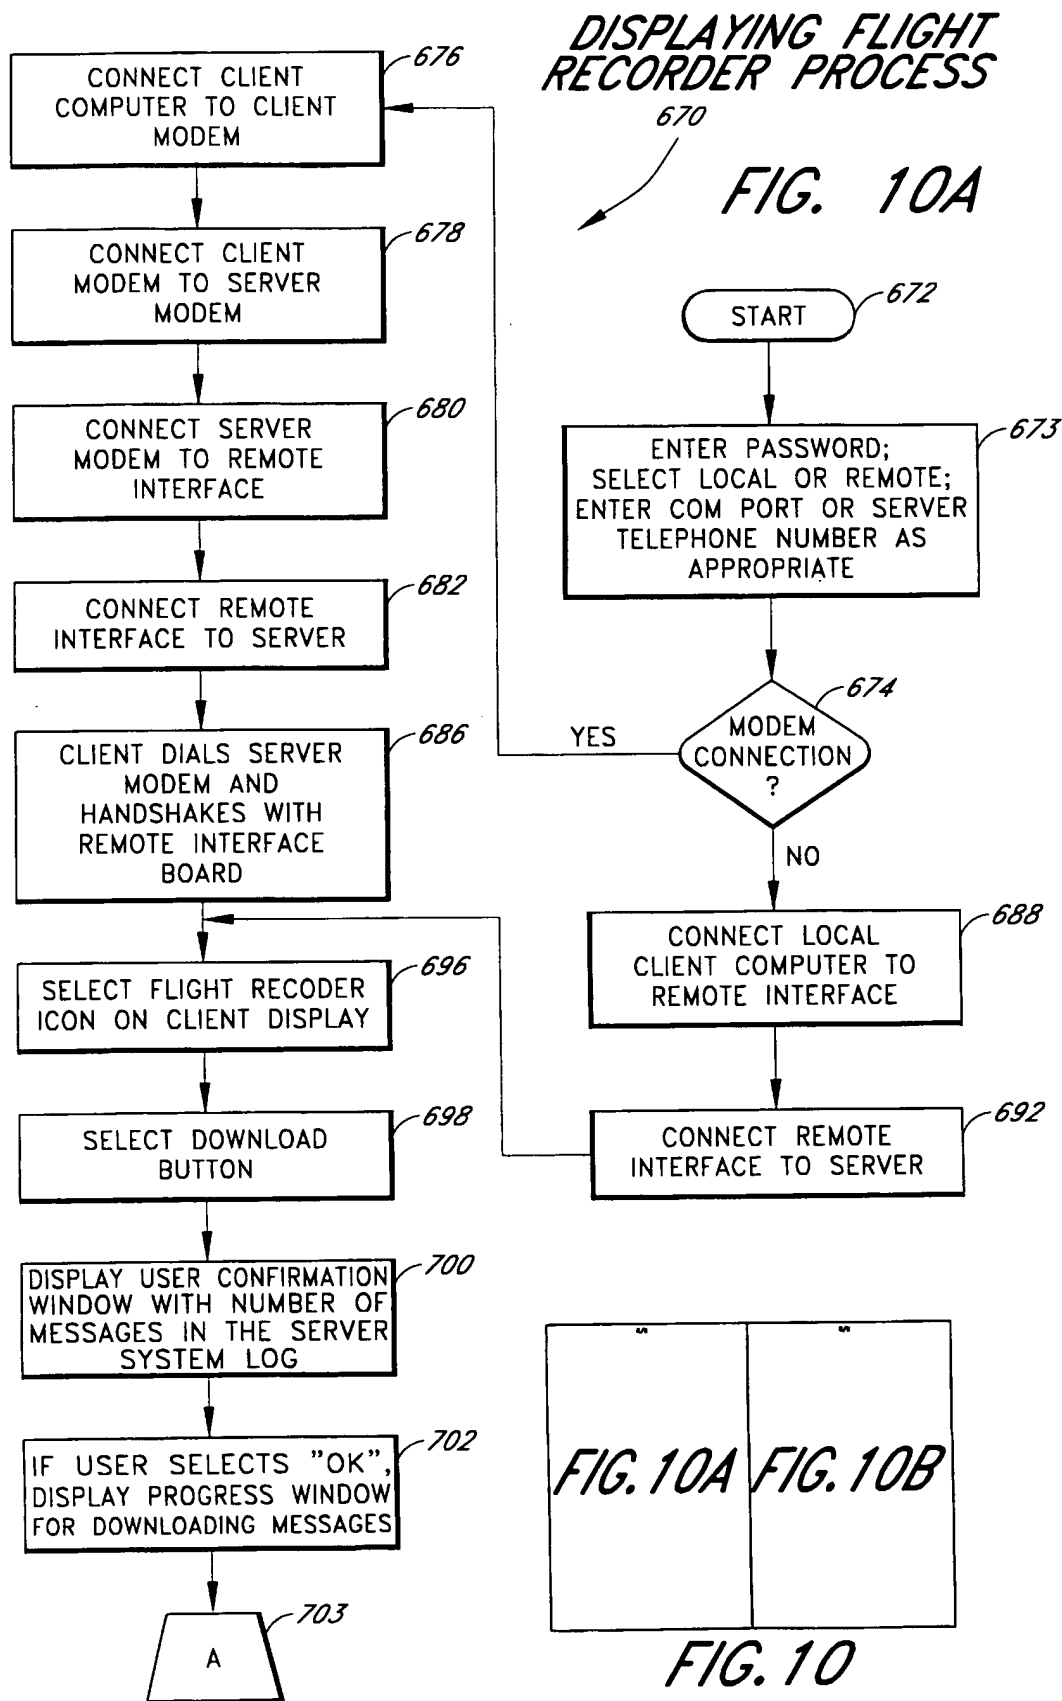 DISPLAYING FLIGHT
RECORDER PROCESS
670
FIG. 10A
START
672
ENTER PASSWORD;
SELECT LOCAL OR REMOTE;
ENTER COM PORT OR SERVER
TELEPHONE NUMBER AS
APPROPRIATE
673
MODEM
CONNECTION
?
674
YES
NO
CONNECT CLIENT
COMPUTER TO CLIENT
MODEM
676
CONNECT CLIENT
MODEM TO SERVER
MODEM
678
CONNECT SERVER
MODEM TO REMOTE
INTERFACE
680
CONNECT REMOTE
INTERFACE TO SERVER
682
CLIENT DIALS SERVER
MODEM AND
HANDSHAKES WITH
REMOTE INTERFACE
BOARD
686
CONNECT LOCAL
CLIENT COMPUTER TO
REMOTE INTERFACE
688
CONNECT REMOTE
INTERFACE TO SERVER
692
SELECT FLIGHT RECODER
ICON ON CLIENT DISPLAY
696
SELECT DOWNLOAD
BUTTON
698
DISPLAY USER CONFIRMATION
WINDOW WITH NUMBER OF
MESSAGES IN THE SERVER
SYSTEM LOG
700
IF USER SELECTS "OK",
DISPLAY PROGRESS WINDOW
FOR DOWNLOADING MESSAGES
702
A
703
FIG.10A
FIG.10B
FIG.10